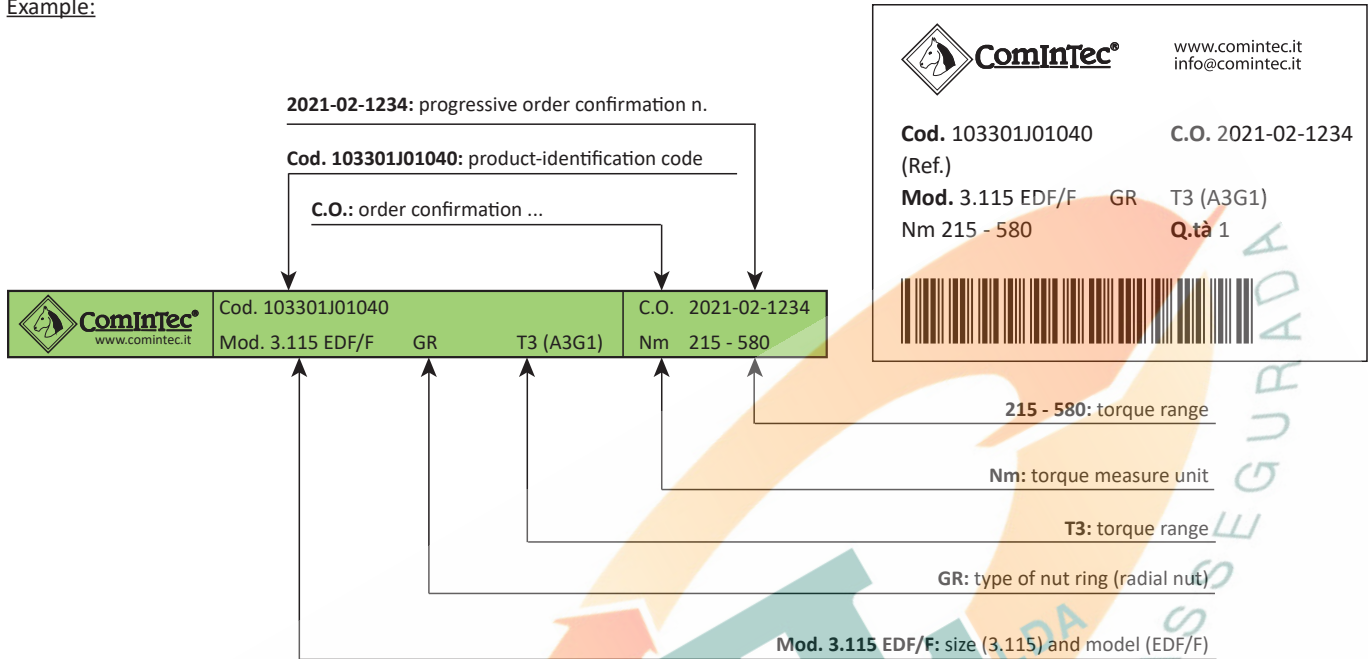 Example:
ComInTec®
www.comintec.it
info@comintec.it
Cod. 103301J01040 C.O. 2021-02-1234
(Ref.)
Mod. 3.115 EDF/F GR T3 (A3G1)
Nm 215 - 580 Q.tà 1
2021-02-1234: progressive order confirmation n.
Cod. 103301J01040: product-identification code
C.O.: order confirmation ...
ComInTec®
www.comintec.it
Cod. 103301J01040 C.O. 2021-02-1234
Mod. 3.115 EDF/F GR T3 (A3G1) Nm 215 - 580
215 - 580: torque range
Nm: torque measure unit
T3: torque range
GR: type of nut ring (radial nut)
Mod. 3.115 EDF/F: size (3.115) and model (EDF/F)
LDA
SSEGURADA